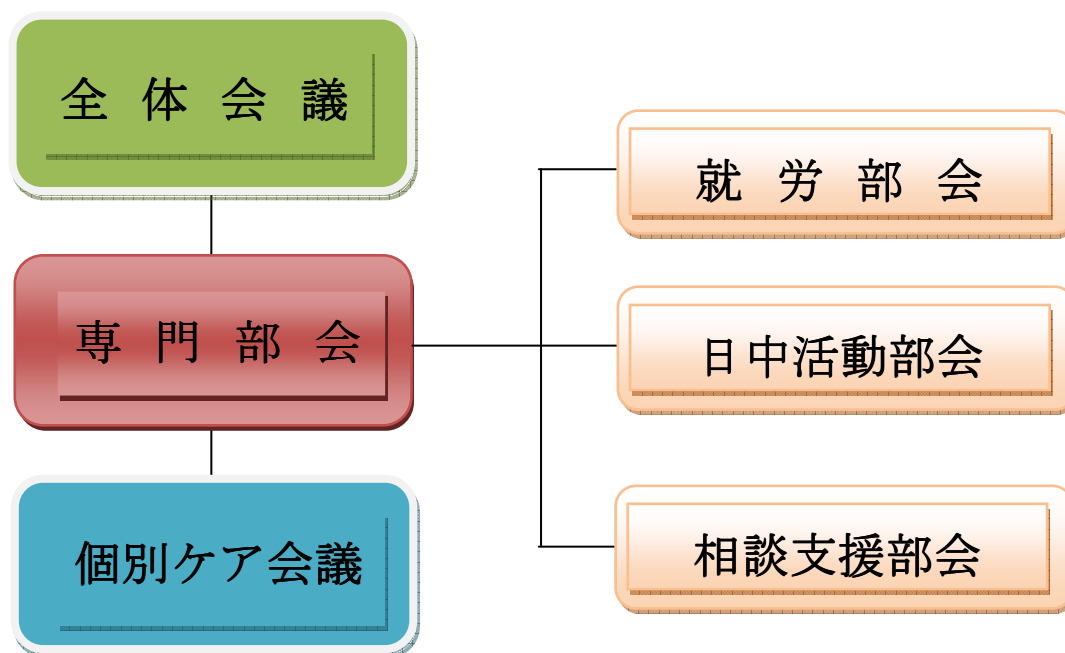 全体会議
専門部会
個別ケア会議
就労部会
日中活動部会
相談支援部会